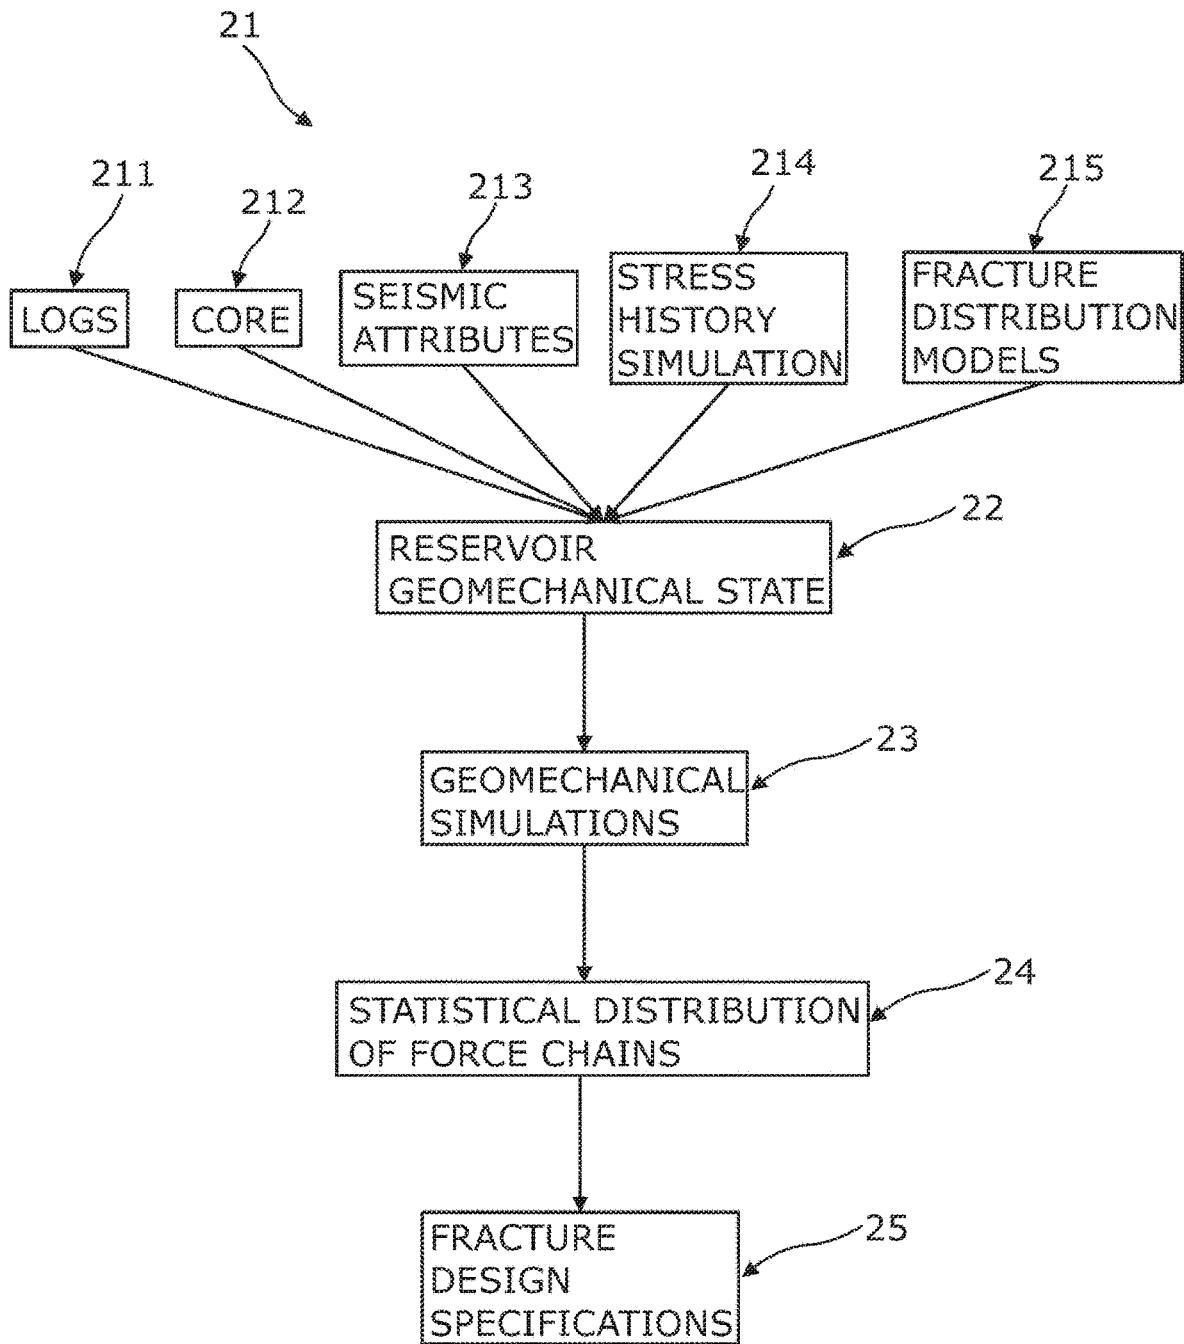 21
211
212
213
214
215
LOGS
CORE
SEISMIC
ATTRIBUTES
STRESS
HISTORY
SIMULATION
FRACTURE
DISTRIBUTION
MODELS
22
RESERVOIR
GEOMECHANICAL STATE
23
GEOMECHANICAL
SIMULATIONS
24
STATISTICAL DISTRIBUTION
OF FORCE CHAINS
25
FRACTURE
DESIGN
SPECIFICATIONS